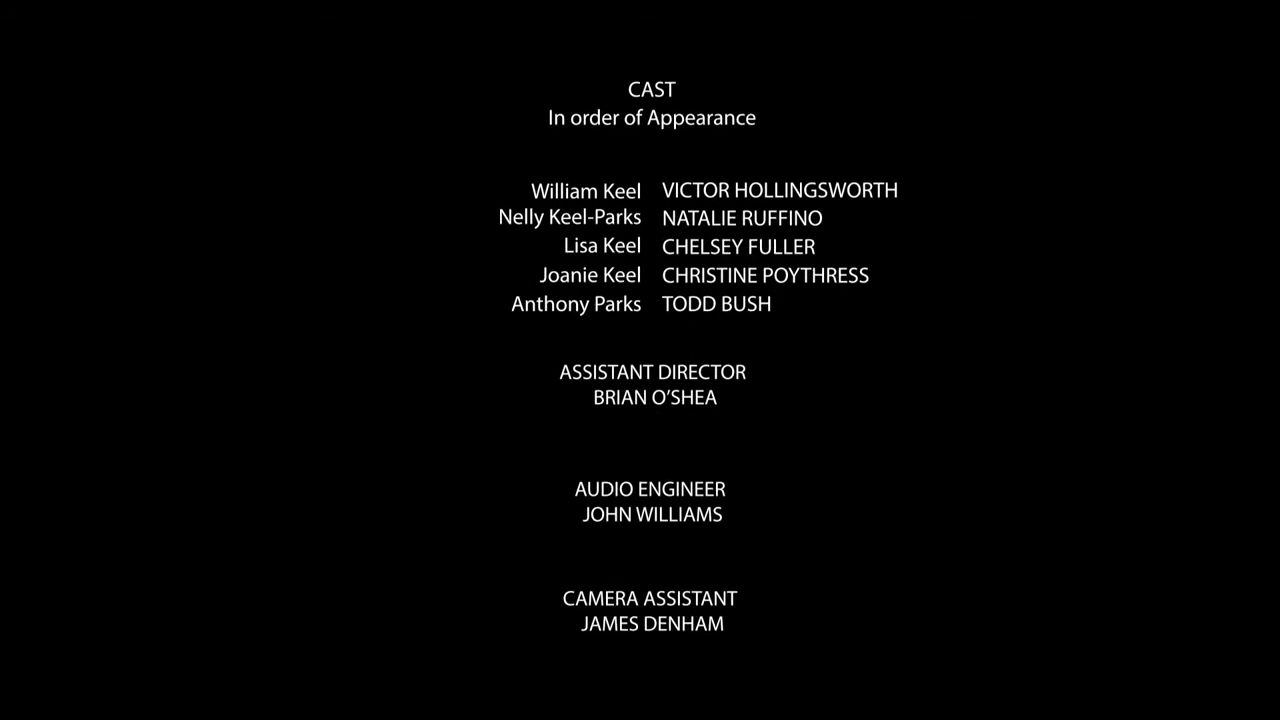 CAST
In order of Appearance
William Keel VICTOR HOLLINGSWORTH
Nelly Keel-Parks NATALIE RUFFINO
Lisa Keel CHELSEY FULLER
Joanie Keel CHRISTINE POYTHRESS
Anthony Parks TODD BUSH
ASSISTANT DIRECTOR
BRIAN O’SHEA
AUDIO ENGINEER
JOHN WILLIAMS
CAMERA ASSISTANT
JAMES DENHAM